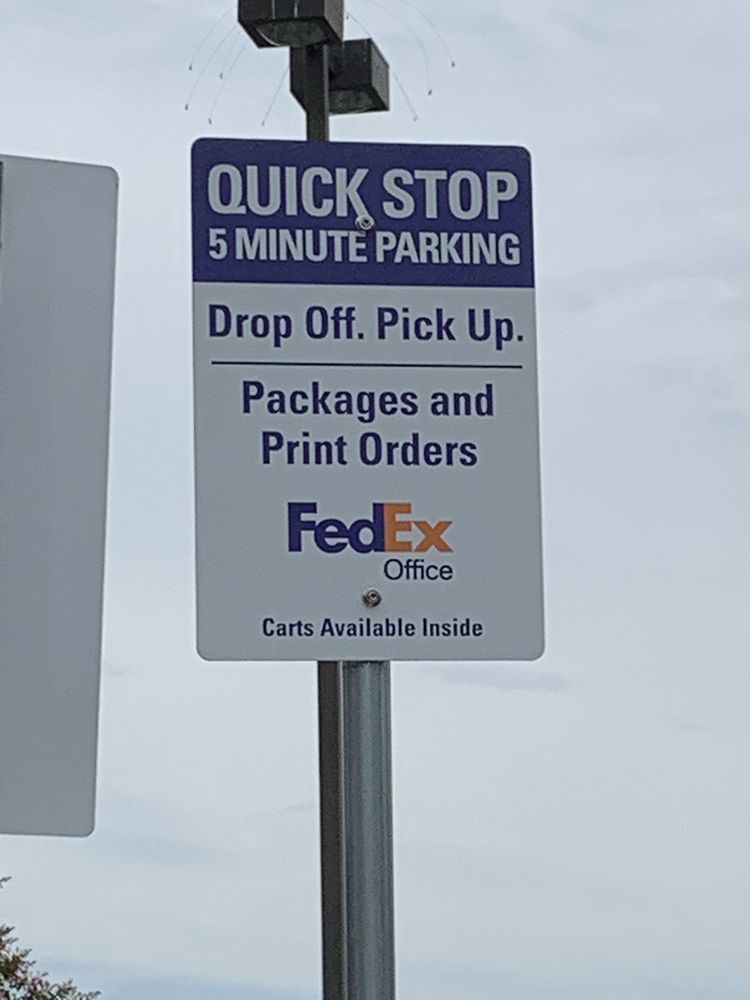 QUICK STOP
5 MINUTE PARKING
Drop Off. Pick Up.
Packages and
Print Orders
FedEx
Office
Carts Available Inside